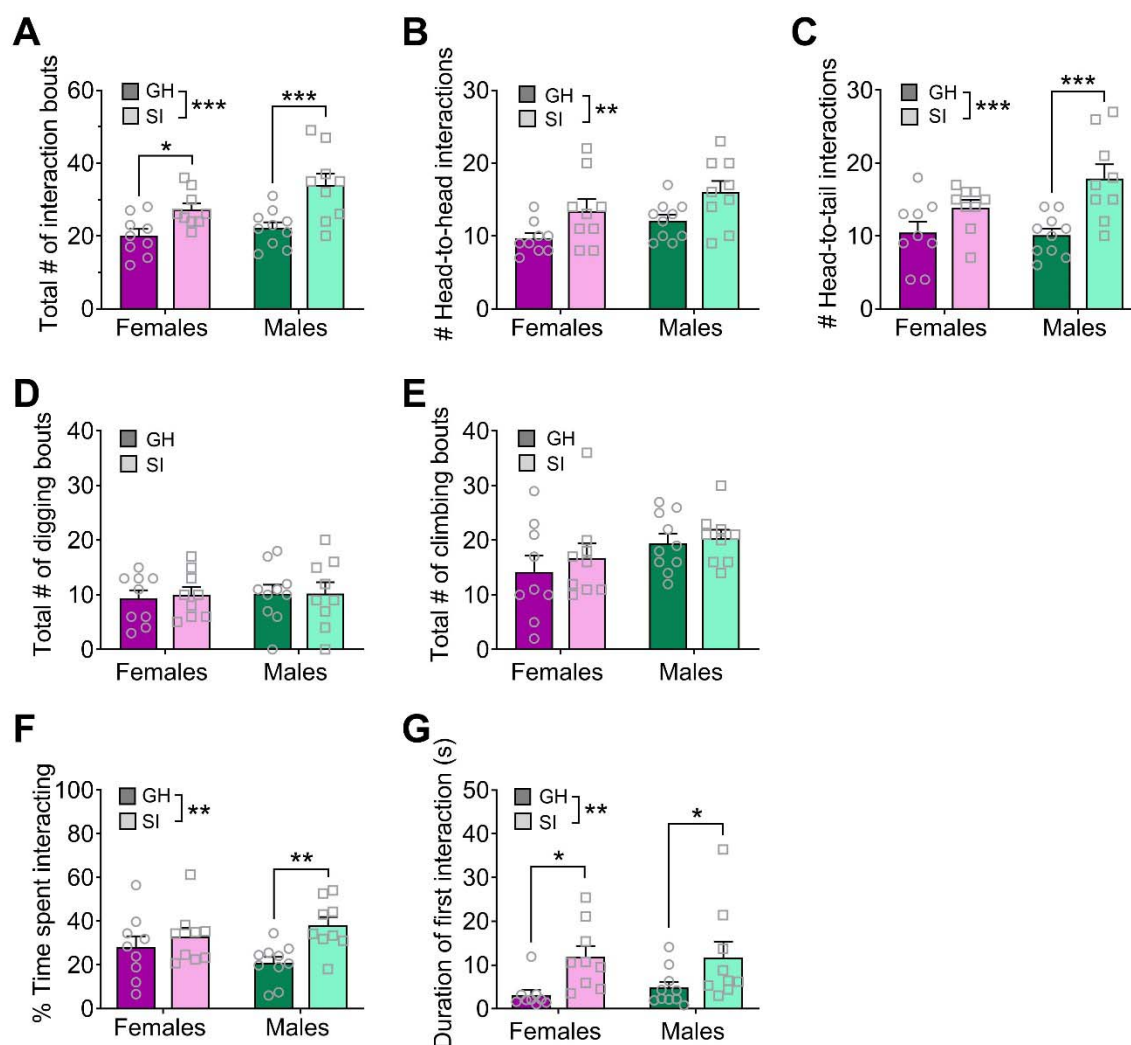 A
Total # of interaction bouts
60
40
20
0
GH
SI
***
*
***
Females
Males
B
# Head-to-head interactions
30
20
10
0
GH
SI
**
Females
Males
C
# Head-to-tail interactions
30
20
10
0
GH
SI
***
***
Females
Males
D
Total # of digging bouts
40
30
20
10
0
GH
SI
Females
Males
E
Total # of climbing bouts
40
30
20
10
0
GH
SI
Females
Males
F
% Time spent interacting
100
80
60
40
20
0
GH
SI
**
**
Females
Males
G
Duration of first interaction (s)
50
40
30
20
10
0
GH
SI
**
*
*
Females
Males